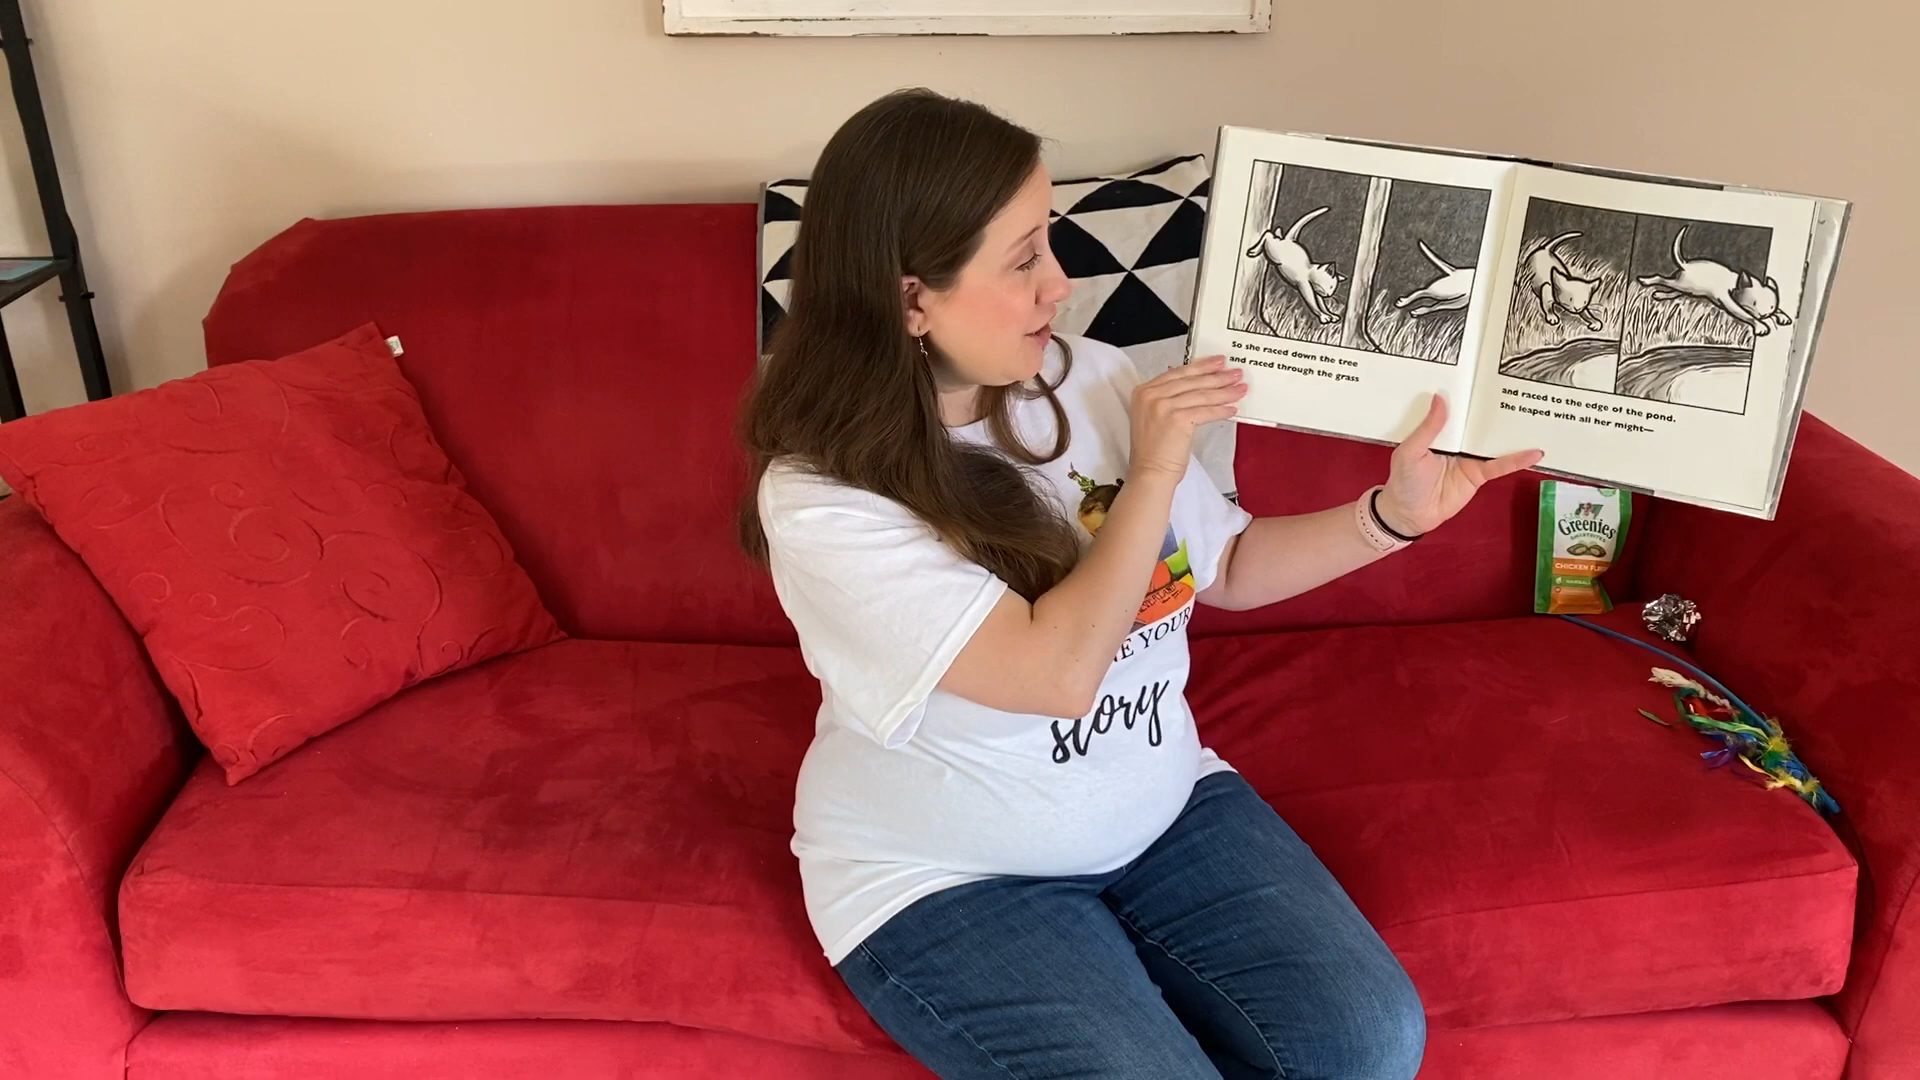 So she raced down the tree
and raced through the grass
and raced to the edge of the pond.
She leaped with all her might—
Greenies
CHICKEN
YOUR
story